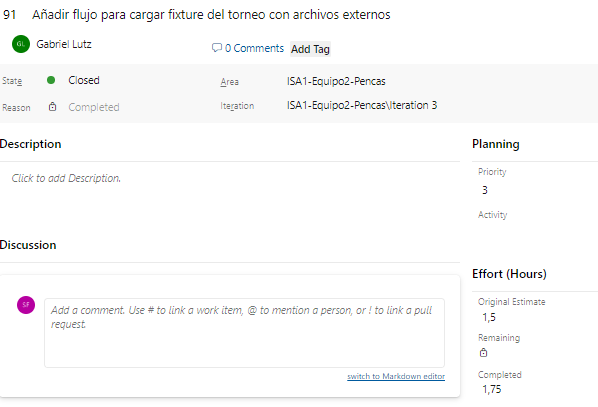 91 Añadir flujo para cargar fixture del torneo con archivos externos
GL Gabriel Lutz 0 Comments Add Tag
State Closed Area ISA1-Equipo2-Pencas
Reason Completed Iteration ISA1-Equipo2-Pencas\Iteration 3
Description
Click to add Description.
Discussion
SF Add a comment. Use # to link a work item, @ to mention a person, or ! to link a pull
request.
switch to Markdown editor
Planning
Priority
3
Activity
Effort (Hours)
Original Estimate
1,5
Remaining
Completed
1,75